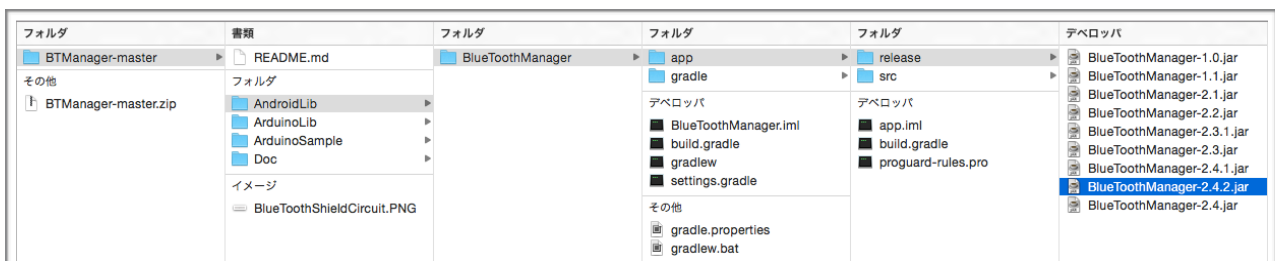 フォルダ
BTManager-master
その他
BTManager-master.zip
書類
README.md
フォルダ
AndroidLib
ArduinoLib
ArduinoSample
Doc
イメージ
BlueToothShieldCircuit.PNG
フォルダ
BlueToothManager
フォルダ
app
gradle
デベロッパ
BlueToothManager.iml
build.gradle
gradlew
settings.gradle
その他
gradle.properties
gradlew.bat
フォルダ
release
src
デベロッパ
app.iml
build.gradle
proguard-rules.pro
デベロッパ
BlueToothManager-1.0.jar
BlueToothManager-1.1.jar
BlueToothManager-2.1.jar
BlueToothManager-2.2.jar
BlueToothManager-2.3.1.jar
BlueToothManager-2.3.jar
BlueToothManager-2.4.1.jar
BlueToothManager-2.4.2.jar
BlueToothManager-2.4.jar